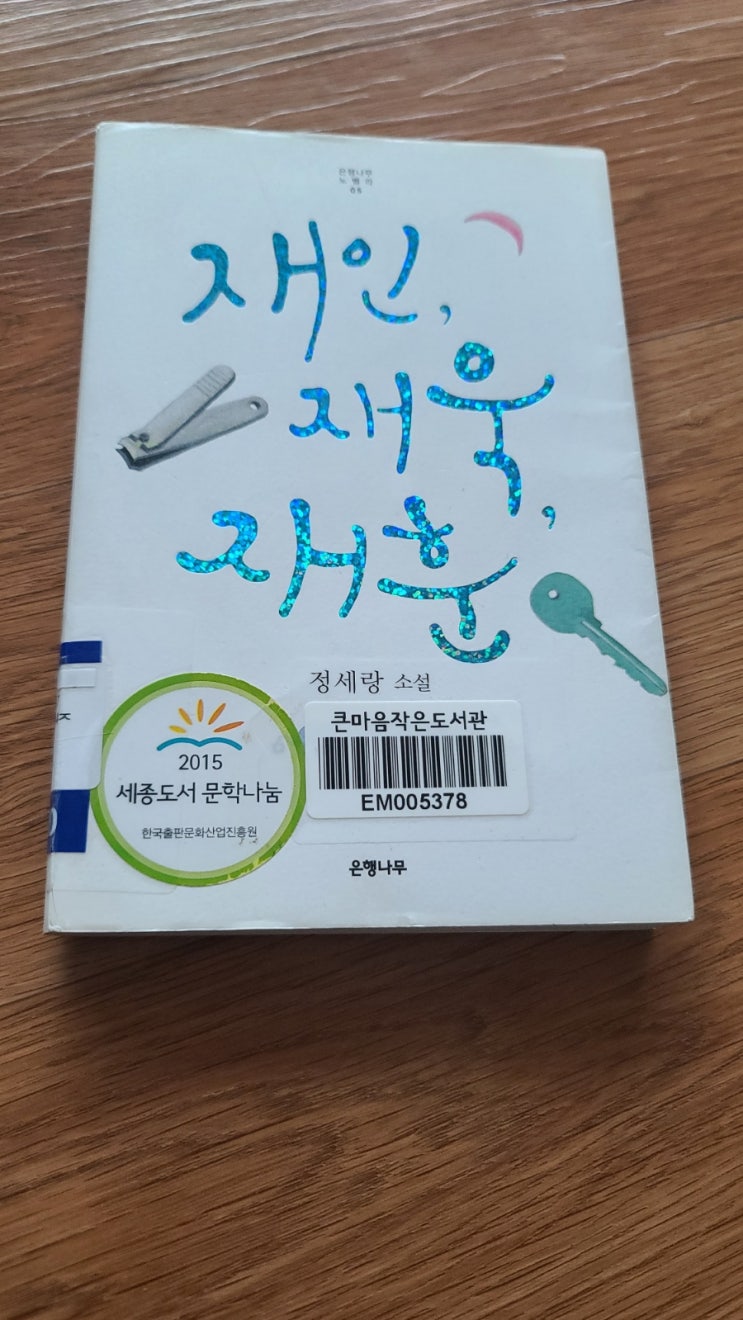 은행나무
노벨라
05
재인,
재욱,
재훈
정세랑 소설
큰마음작은도서관
EM005378
2015
세종도서 문학나눔
한국출판문화산업진흥원
은행나무
ㅈ